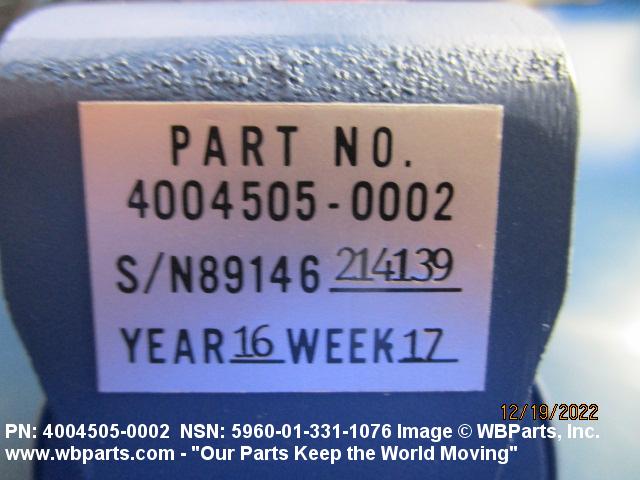 PART NO.
4004505-0002
S/N89146 214139
YEAR 16 WEEK 17
12/19/2022
PN: 4004505-0002 NSN: 5960-01-331-1076 Image © WBParts, Inc.
www.wbparts.com - "Our Parts Keep the World Moving"